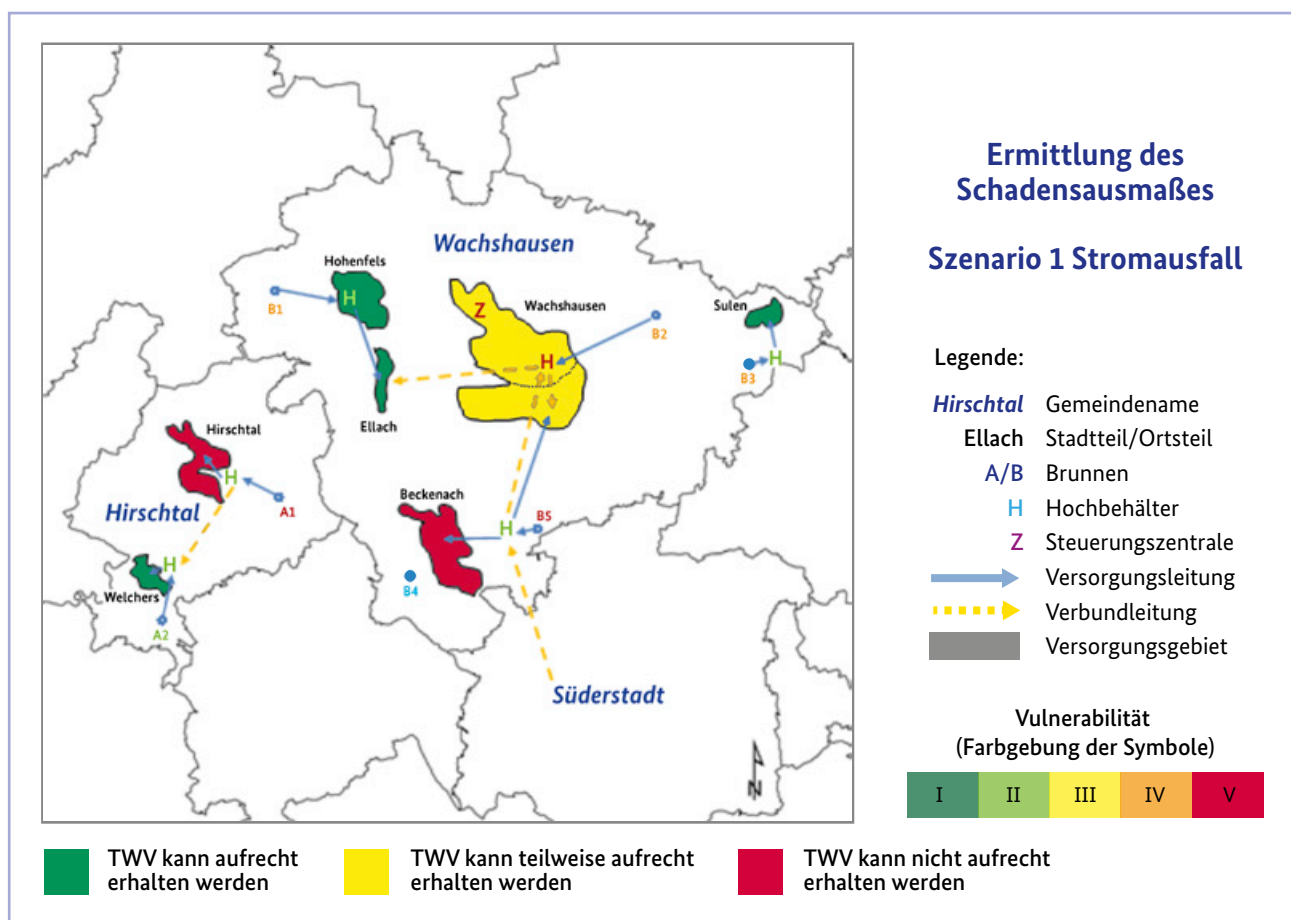 Ermittlung des
Schadensausmaßes
Szenario 1 Stromausfall
Wachshausen
Hohenfels
H
B1
Z
Wachshausen
H
B2
Sulen
H
B3
Ellach
Hirschtal
H
A1
Hirschtal
H
Welchers
A2
Beckenach
H
B5
B4
Süderstadt
N
Legende:
Hirschtal Gemeindename
Ellach Stadtteil/Ortsteil
A/B Brunnen
H Hochbehälter
Z Steuerungszentrale
Versorgungsleitung
Verbundleitung
Versorgungsgebiet
Vulnerabilität
(Farbgebung der Symbole)
I II III IV V
TWV kann aufrecht
erhalten werden
TWV kann teilweise aufrecht
erhalten werden
TWV kann nicht aufrecht
erhalten werden